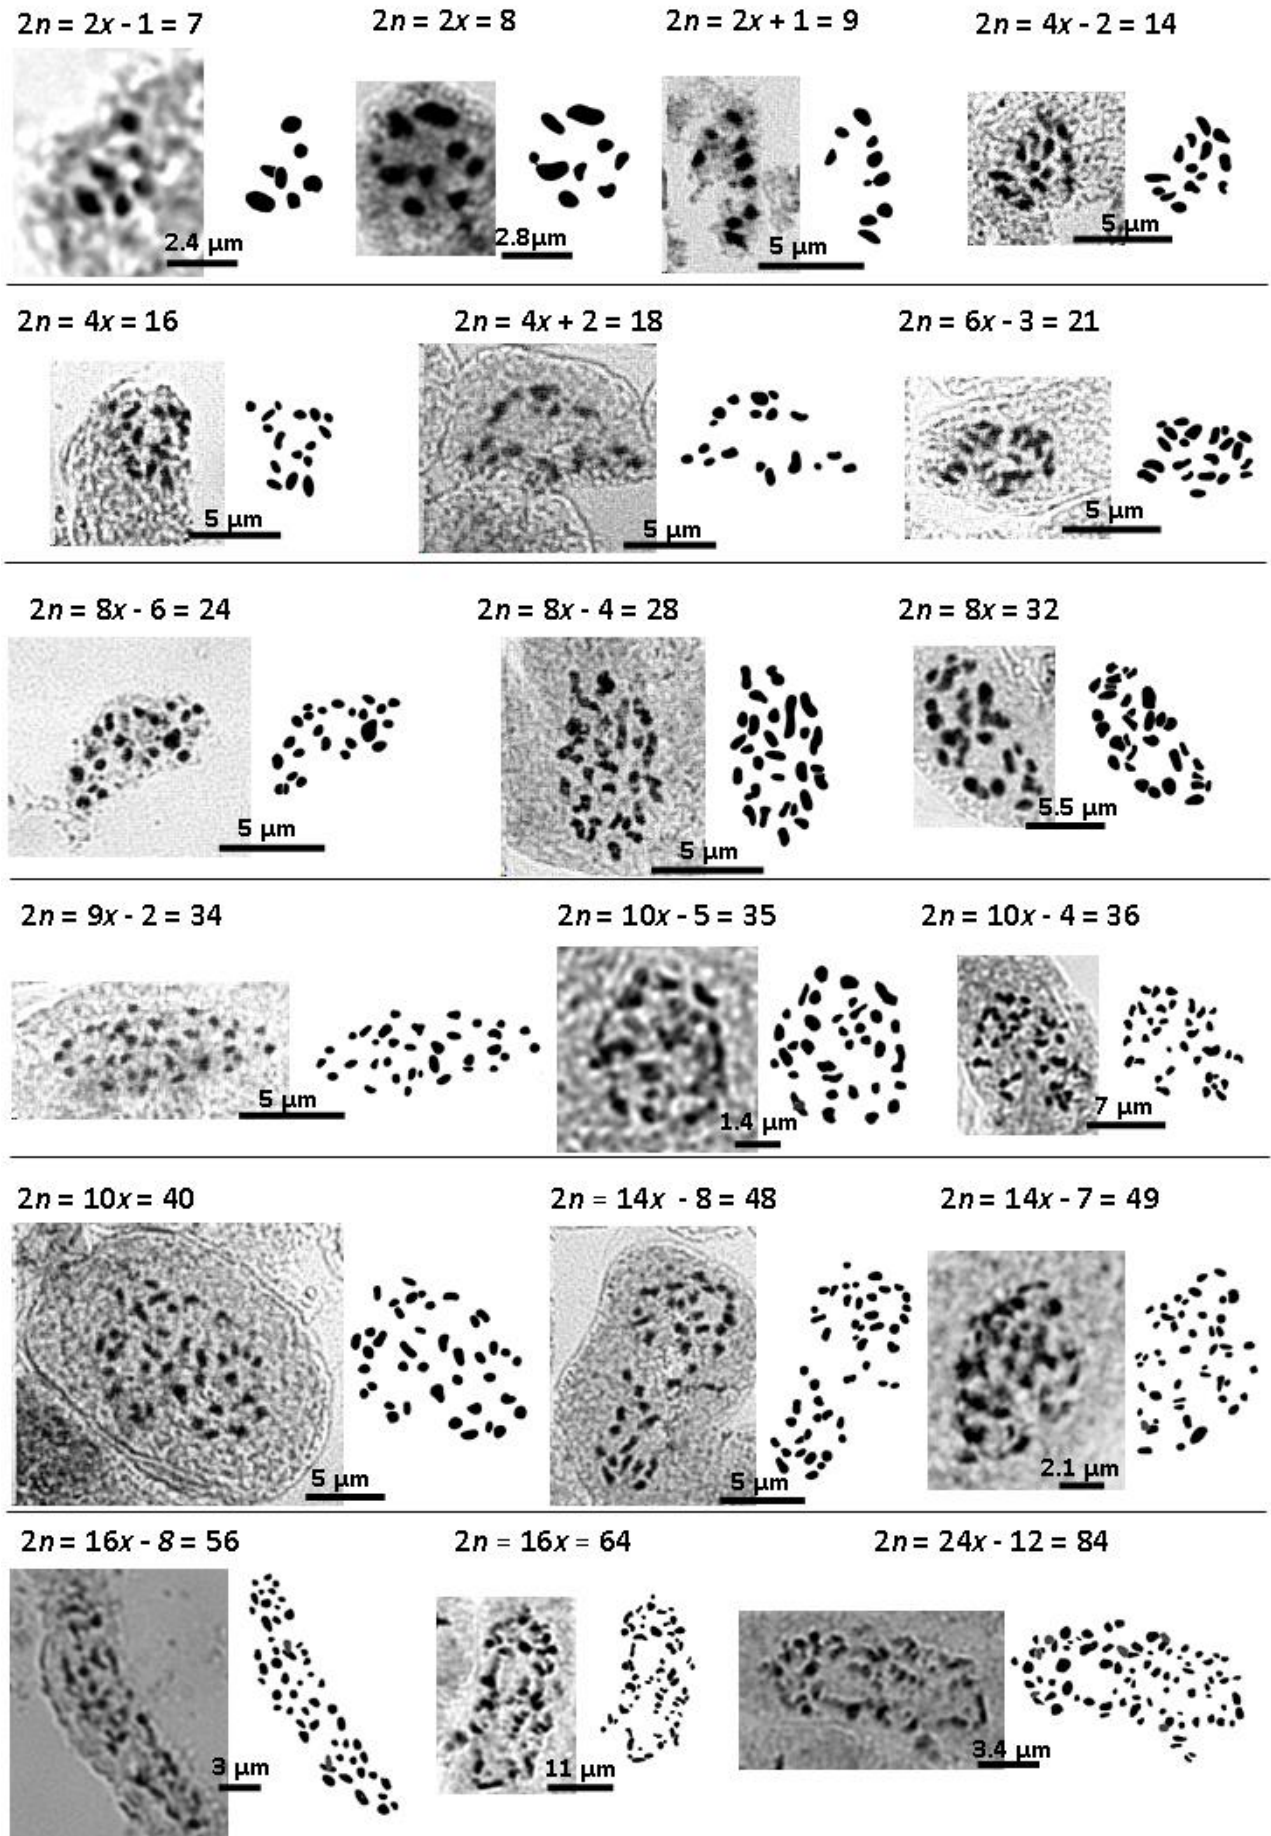 2n = 2x - 1 = 7
2n = 2x = 8
2n = 2x + 1 = 9
2n = 4x - 2 = 14
2.4 µm
2.8µm
5 µm
5 µm
2n = 4x = 16
2n = 4x + 2 = 18
2n = 6x - 3 = 21
5 µm
5 µm
5 µm
2n = 8x - 6 = 24
2n = 8x - 4 = 28
2n = 8x = 32
5 µm
5 µm
5.5 µm
2n = 9x - 2 = 34
2n = 10x - 5 = 35
2n = 10x - 4 = 36
5 µm
1.4 µm
7 µm
2n = 10x = 40
2n = 14x - 8 = 48
2n = 14x - 7 = 49
5 µm
5 µm
2.1 µm
2n = 16x - 8 = 56
2n = 16x = 64
2n = 24x - 12 = 84
3 µm
11 µm
3.4 µm